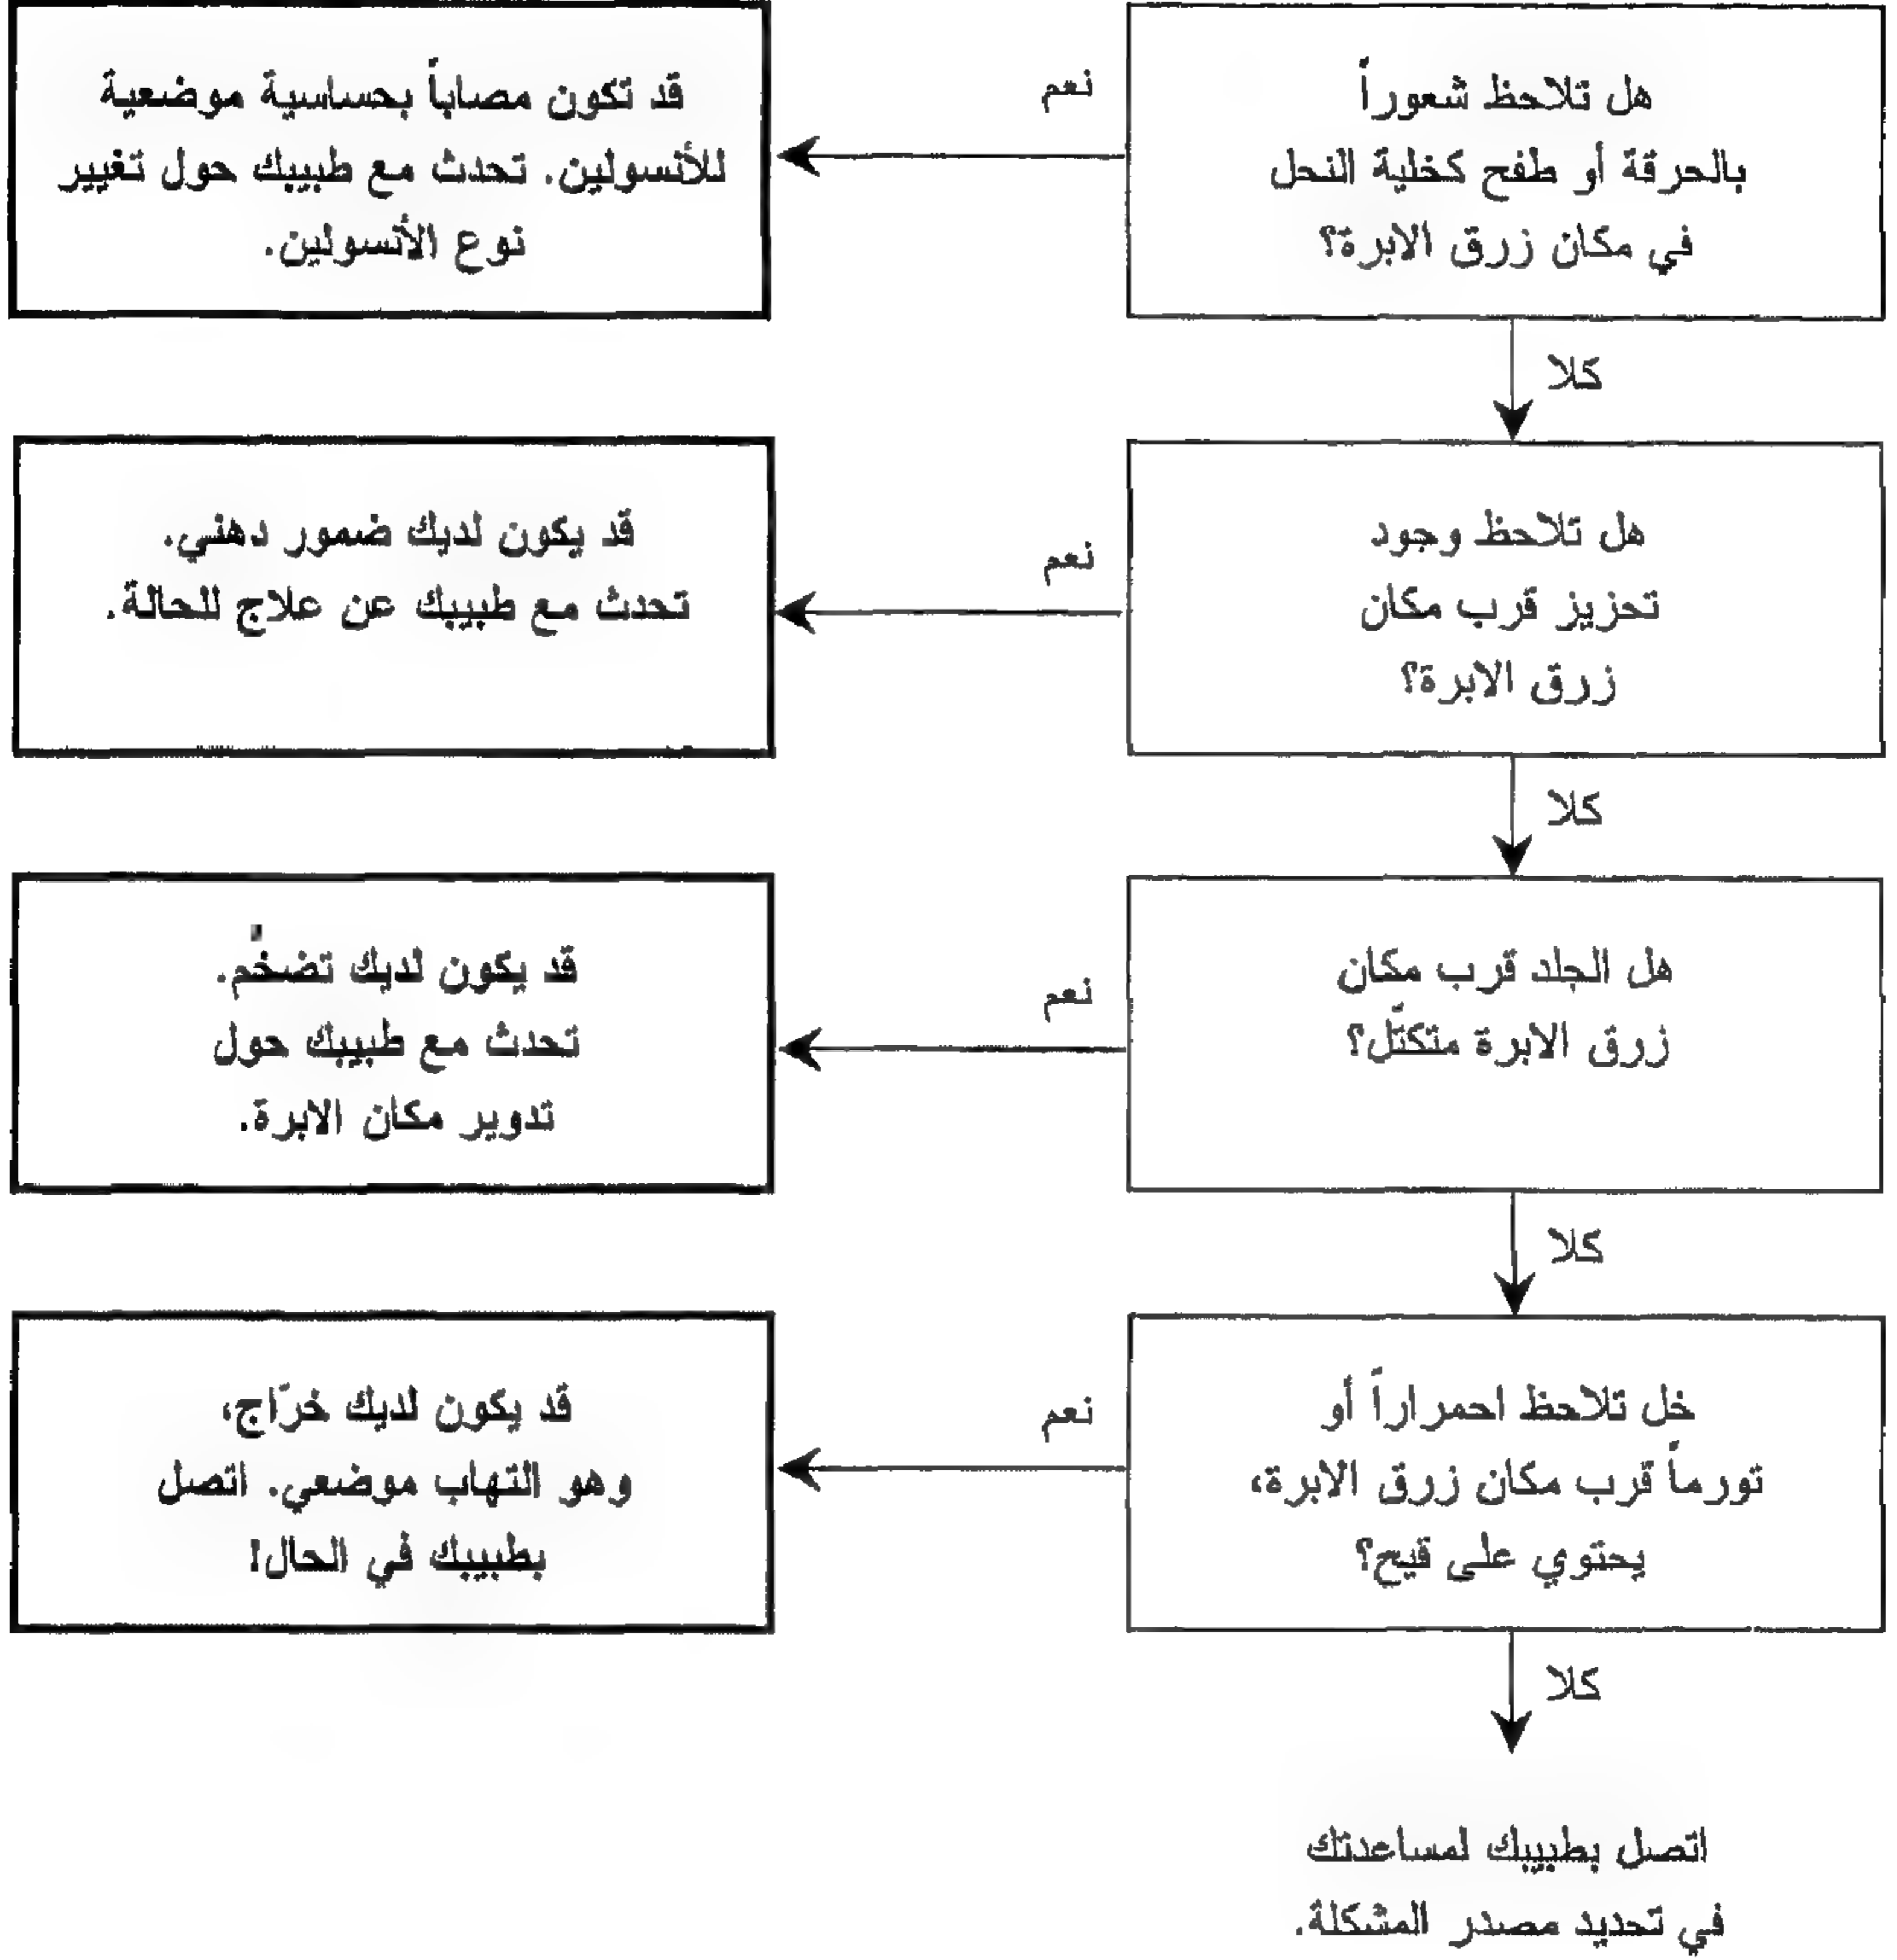 هل تلاحظ شعوراً
بالحرقة أو طفح كخلية النحل
في مكان زرق الابرة؟
نعم
قد تكون مصاباً بحساسية موضعية
للأنسولين. تحدث مع طبيبك حول تغيير
نوع الأنسولين.
كلا
هل تلاحظ وجود
تحزيز قرب مكان
زرق الابرة؟
نعم
قد يكون لديك ضمور دهني.
تحدث مع طبيبك عن علاج للحالة.
كلا
هل الجلد قرب مكان
زرق الابرة متكتّل؟
نعم
قد يكون لديك تضخُم.
تحدث مع طبيبك حول
تدوير مكان الابرة.
كلا
خل تلاحظ احمراراً أو
تورماً قرب مكان زرق الابرة،
يحتوي على قيح؟
نعم
قد يكون لديك خرّاج،
وهو التهاب موضعي. اتصل
بطبيبك في الحال!
كلا
اتصل بطبيبك لمساعدتك
في تحديد مصدر المشكلة.